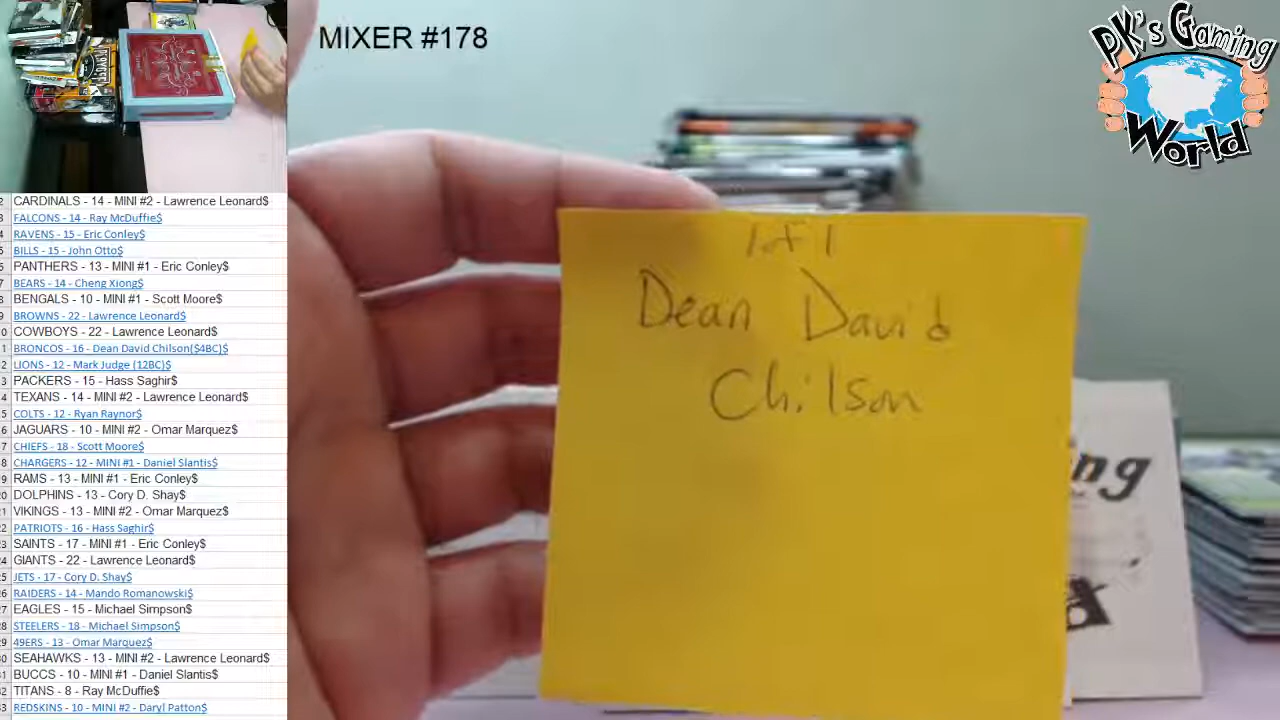 MIXER #178
PK's Gaming
World
CARDINALS - 14 - MINI #2 - Lawrence Leonard$
FALCONS - 14 - Ray McDuffie$
RAVENS - 15 - Eric Conley$
BILLS - 15 - John Otto$
PANTHERS - 13 - MINI #1 - Eric Conley$
BEARS - 14 - Cheng Xiong$
BENGALS - 10 - MINI #1 - Scott Moore$
BROWNS - 22 - Lawrence Leonard$
COWBOYS - 22 - Lawrence Leonard$
BRONCOS - 16 - Dean David Chilson($4BC)$
LIONS - 12 - Mark Judge (12BC)$
PACKERS - 15 - Hass Saghir$
TEXANS - 14 - MINI #2 - Lawrence Leonard$
COLTS - 12 - Ryan Raynor$
JAGUARS - 10 - MINI #2 - Omar Marquez$
CHIEFS - 18 - Scott Moore$
CHARGERS - 12 - MINI #1 - Daniel Slantis$
RAMS - 13 - MINI #1 - Eric Conley$
DOLPHINS - 13 - Cory D. Shay$
VIKINGS - 13 - MINI #2 - Omar Marquez$
PATRIOTS - 16 - Hass Saghir$
SAINTS - 17 - MINI #1 - Eric Conley$
GIANTS - 22 - Lawrence Leonard$
JETS - 17 - Cory D. Shay$
RAIDERS - 14 - Mando Romanowski$
EAGLES - 15 - Michael Simpson$
STEELERS - 18 - Michael Simpson$
49ERS - 13 - Omar Marquez$
SEAHAWKS - 13 - MINI #2 - Lawrence Leonard$
BUCCS - 10 - MINI #1 - Daniel Slantis$
TITANS - 8 - Ray McDuffie$
REDSKINS - 10 - MINI #2 - Daryl Patton$
1 of 1
Dean David
Chilson
ing